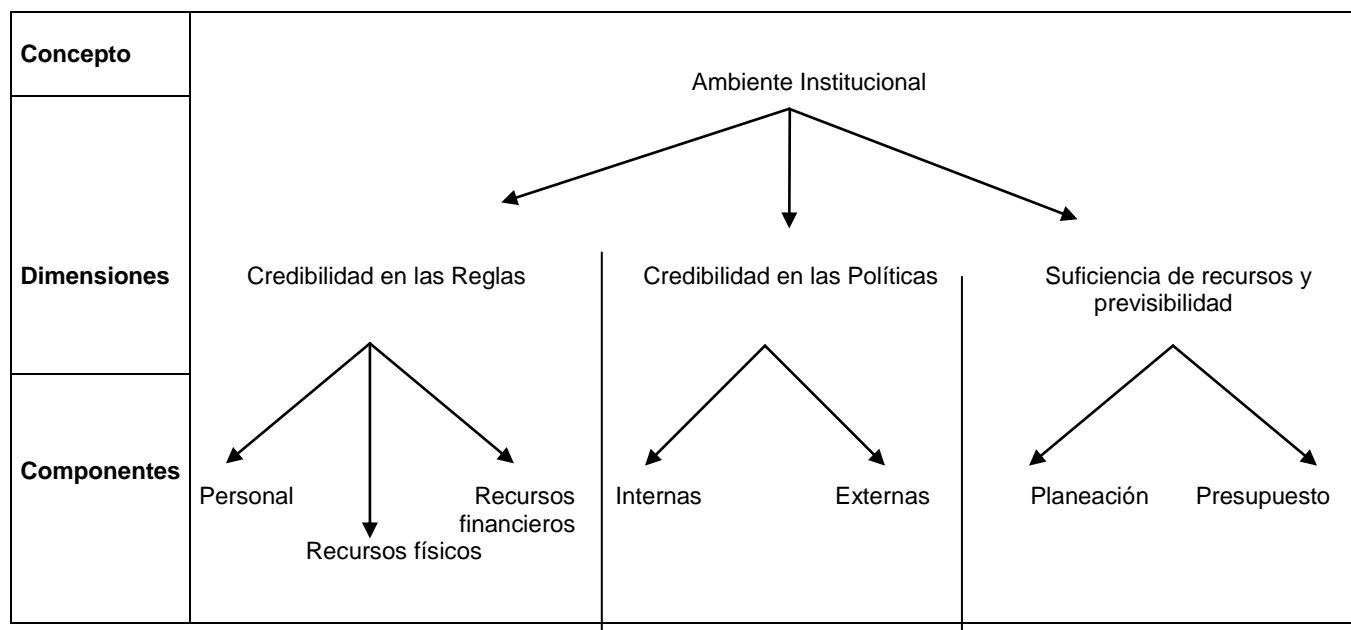 Concepto
Ambiente Institucional
Dimensiones
Credibilidad en las Reglas
Credibilidad en las Políticas
Suficiencia de recursos y
previsibilidad
Componentes
Personal
Recursos físicos
Recursos
financieros
Internas
Externas
Planeación
Presupuesto